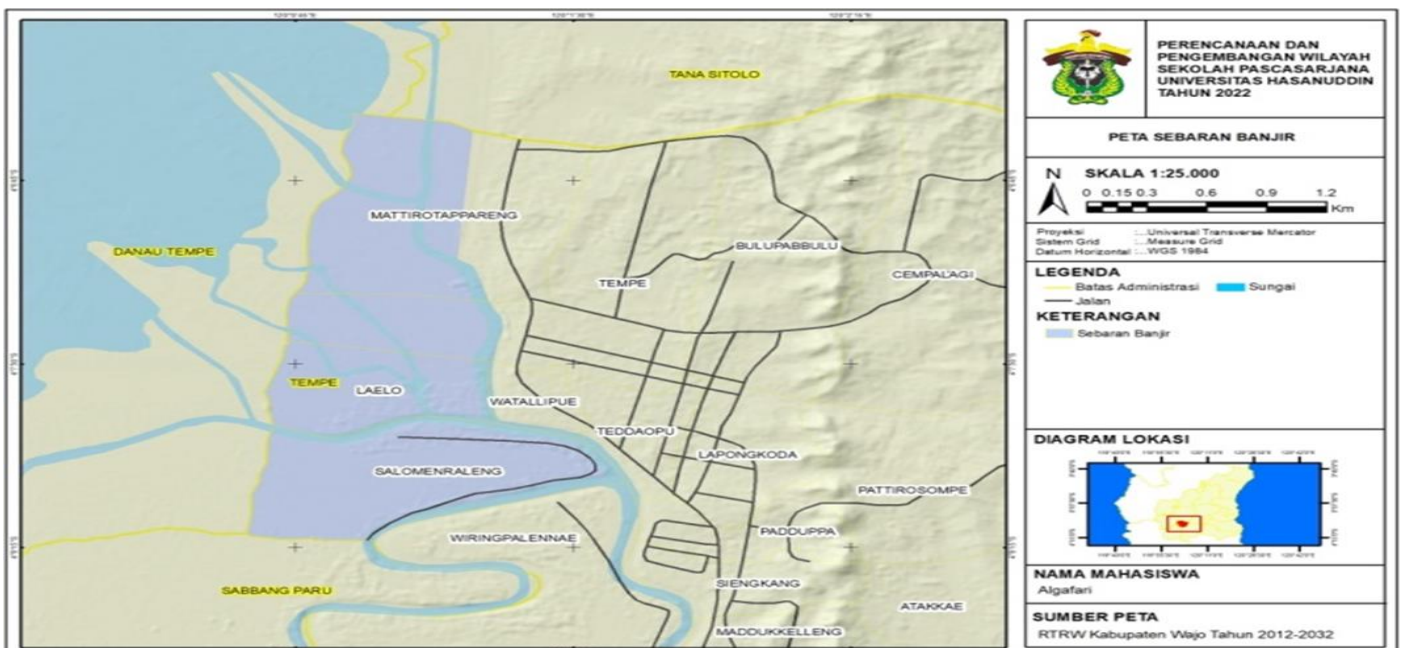 TANA SITOLO
MATTIROTAPPARENG
DANAU TEMPE
BULUPABBULU
CEMPALAGI
TEMPE
TEMPE
LAELO
WATALLIPUE
TEDDAOPU
LAPONGKODA
SALOMENRALENG
PATTIROSOMPE
WIRINGPALENNAE
PADDUPPA
SIENGKANG
SABBANG PARU
ATAKKAE
MADDUKKELLENG
PERENCANAAN DAN
PENGEMBANGAN WILAYAH
SEKOLAH PASCASARJANA
UNIVERSITAS HASANUDDIN
TAHUN 2022
PETA SEBARAN BANJIR
N
SKALA 1:25.000
0 0.15 0.3 0.6 0.9 1.2
Km
Proyeksi :...Universal Transverse Mercator
Sistem Grid :...Measure Grid
Datum Horizontal :...WGS 1984
LEGENDA
Batas Administrasi Sungai
Jalan
KETERANGAN
Sebaran Banjir
DIAGRAM LOKASI
NAMA MAHASISWA
Algafari
SUMBER PETA
RTRW Kabupaten Wajo Tahun 2012-2032